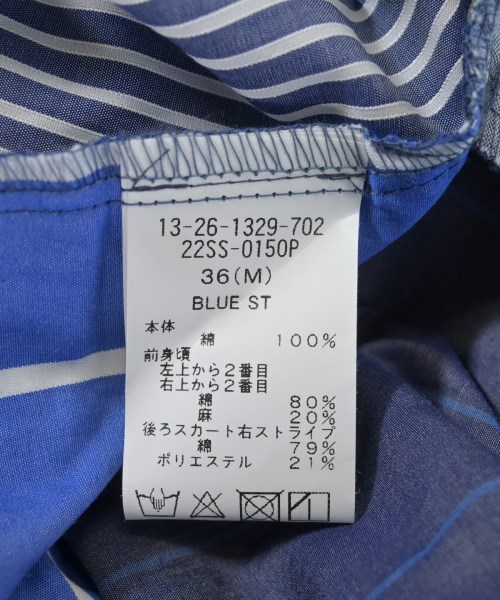 13-26-1329-702
22SS-0150P
36(M)
BLUE ST
本体
綿 100%
前身頃
左上から2番目
右上から2番目
綿 80%
麻 20%
後ろスカート右ストライプ
綿 79%
ポリエステル 21%